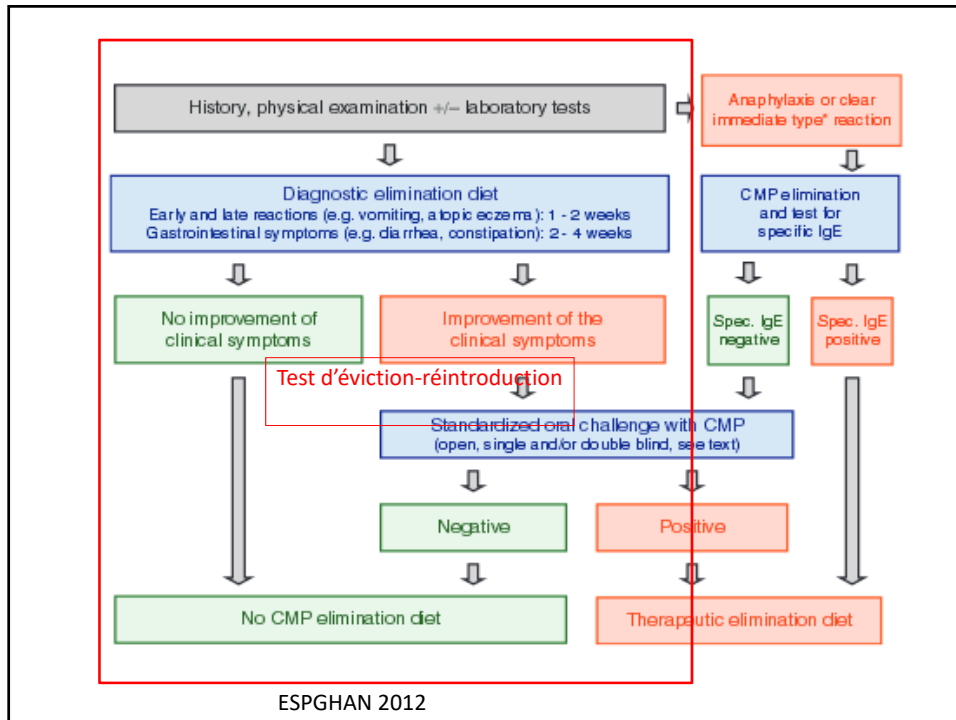 History, physical examination +/– laboratory tests
Anaphylaxis or clear
immediate type* reaction
Diagnostic elimination diet
Early and late reactions (e.g. vomiting, atopic eczema): 1 - 2 weeks
Gastrointestinal symptoms (e.g. diarrhea, constipation): 2 - 4 weeks
CMP elimination
and test for
specific IgE
No improvement of
clinical symptoms
Improvement of the
clinical symptoms
Spec. IgE
negative
Spec. IgE
positive
Test d’éviction-réintroduction
Standardized oral challenge with CMP
(open, single and/or double blind, see text)
Negative
Positive
No CMP elimination diet
Therapeutic elimination diet
ESPGHAN 2012